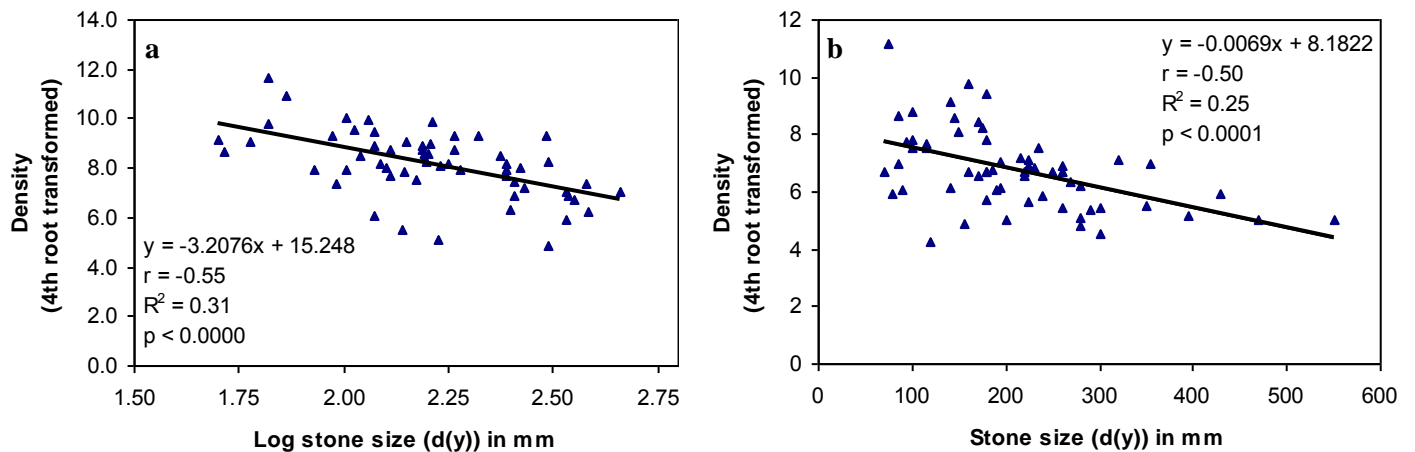 a
14.0
12.0
10.0
8.0
6.0
4.0
2.0
0.0
Density
(4th root transformed)
y = -3.2076x + 15.248
r = -0.55
R² = 0.31
p < 0.0000
1.50 1.75 2.00 2.25 2.50 2.75
Log stone size (d(y)) in mm
b
12
10
8
6
4
2
0
Density
(4th root transformed)
y = -0.0069x + 8.1822
r = -0.50
R² = 0.25
p < 0.0001
0 100 200 300 400 500 600
Stone size (d(y)) in mm